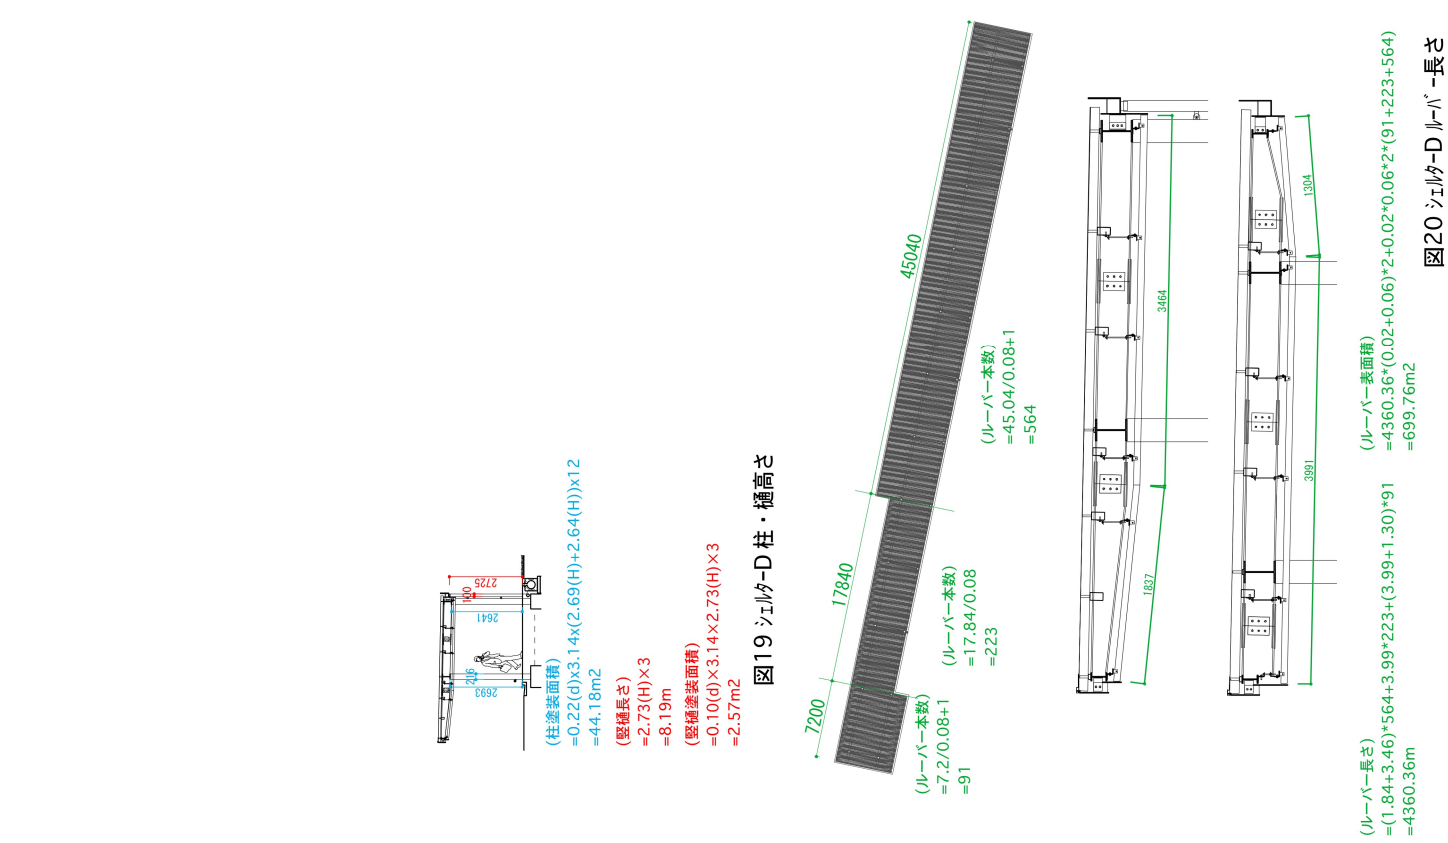 2725
100
2641
216
2693
(柱塗装面積)
=0.22(d)x3.14x(2.69(H)+2.64(H))x12
=44.18m2
(竪樋長さ)
=2.73(H)×3
=8.19m
(竪樋塗装面積)
=0.10(d)×3.14×2.73(H)×3
=2.57m2
図19 ｼｪﾙﾀｰD 柱・樋高さ
7200
17840
45040
(ルーバー本数)
=7.2/0.08+1
=91
(ルーバー本数)
=17.84/0.08
=223
(ルーバー本数)
=45.04/0.08+1
=564
1837
3464
3991
1304
(ルーバー長さ)
=(1.84+3.46)*564+3.99*223+(3.99+1.30)*91
=4360.36m
(ルーバー表面積)
=4360.36*(0.02+0.06)*2+0.02*0.06*2*(91+223+564)
=699.76m2
図20 ｼｪﾙﾀｰD ﾙｰﾊﾞｰ長さ